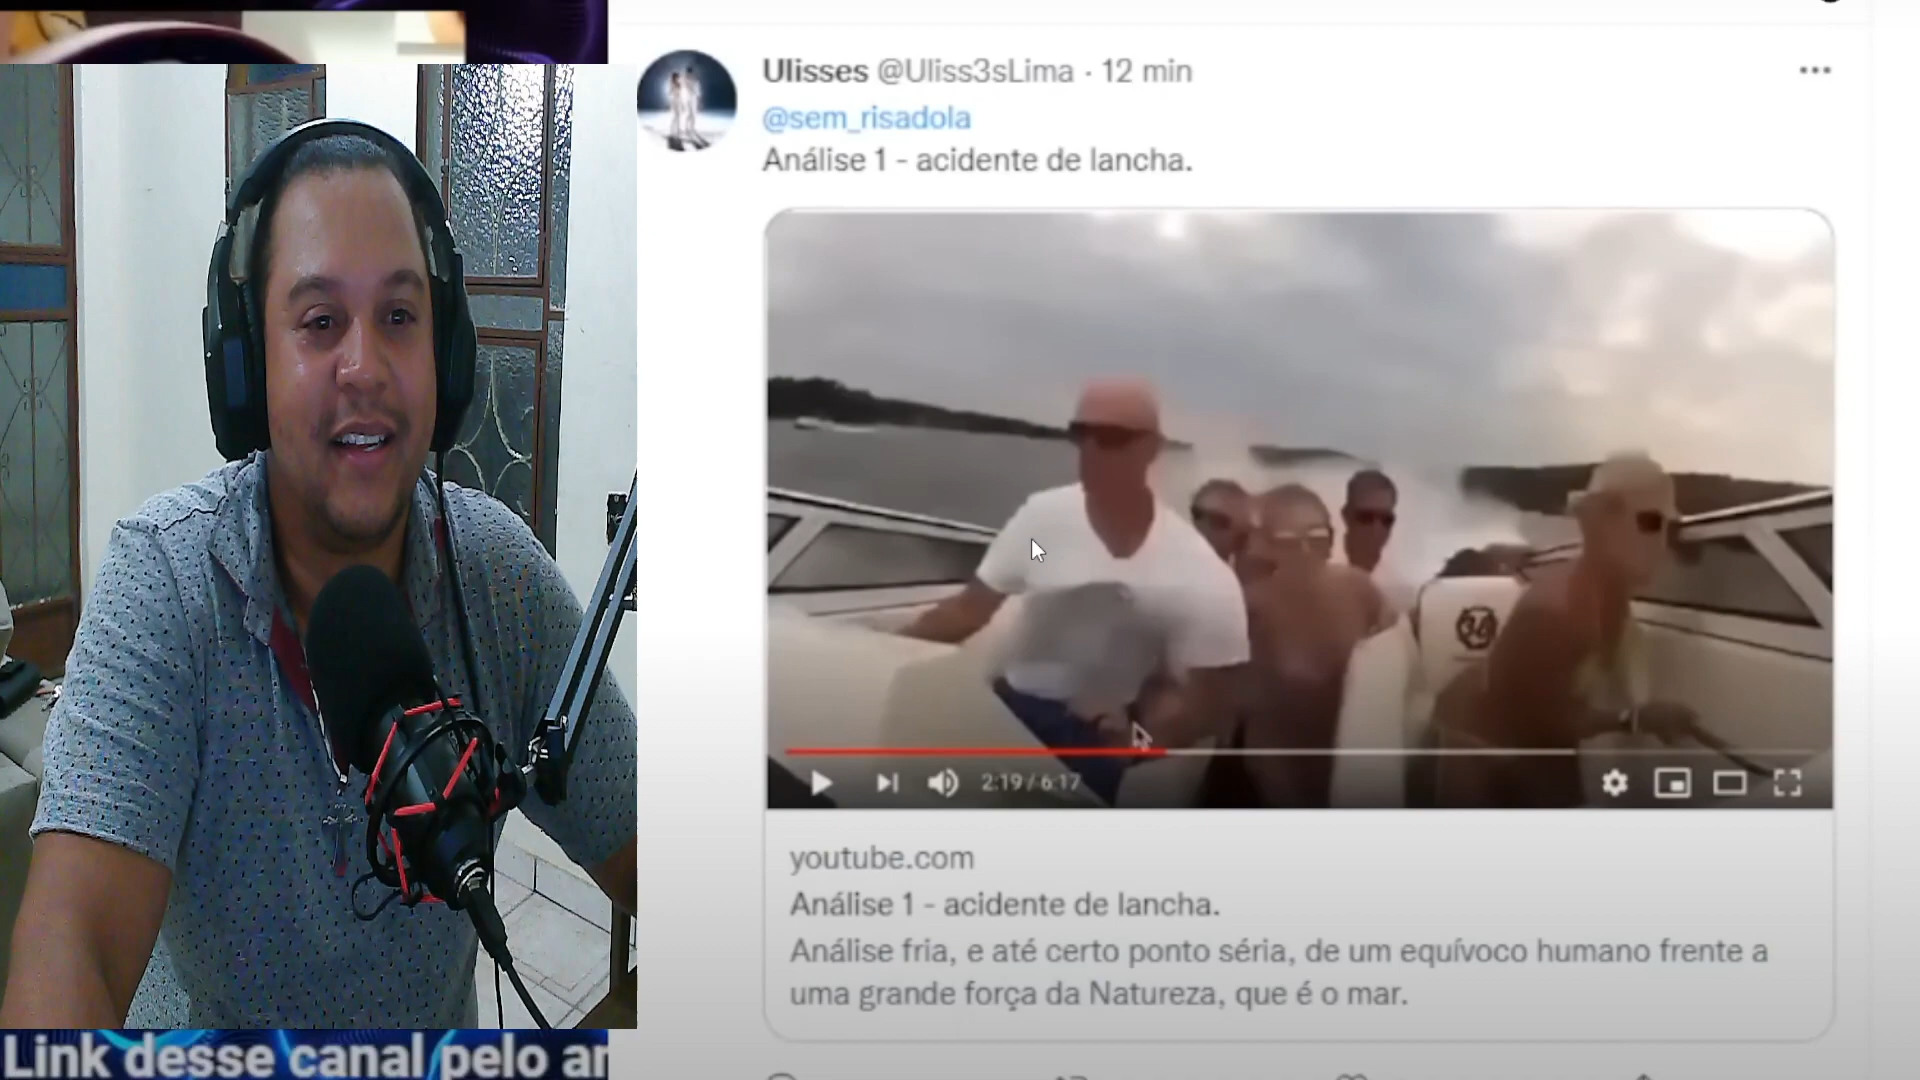 Ulisses @Uliss3sLima · 12 min
@sem_risadola
Análise 1 - acidente de lancha.
2:19 / 6:17
youtube.com
Análise 1 - acidente de lancha.
Análise fria, e até certo ponto séria, de um equívoco humano frente a
uma grande força da Natureza, que é o mar.
Link desse canal pelo